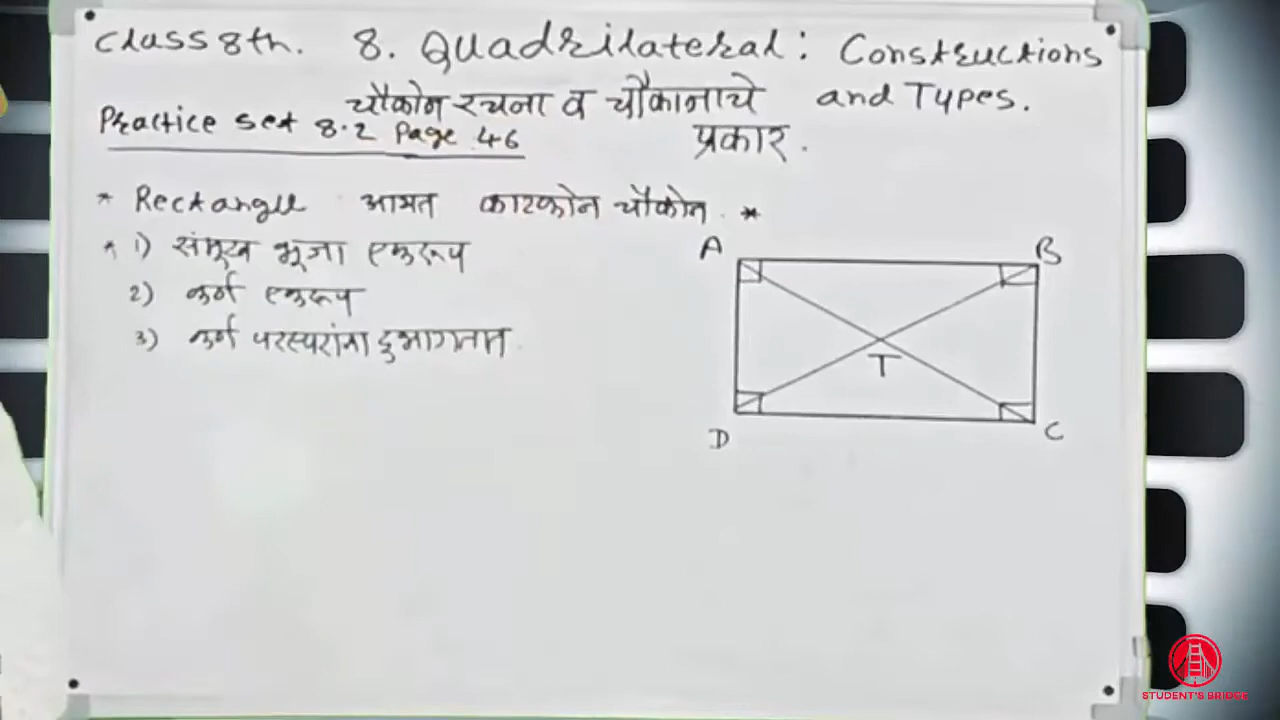 Class 8th. 8. Quadrilateral: Constructions
चौकोन रचना व चौकानाचे and Types.
Practice set 8.2 Page 46 प्रकार.
* Rectangle आयत काटकोन चौकोन. *
* 1) संमुख भूजा एकरूप
2) कर्ण एकरूप
3) कर्ण परस्परांना दुभागतात.
A B
T
D C
STUDENT'S BRIDGE